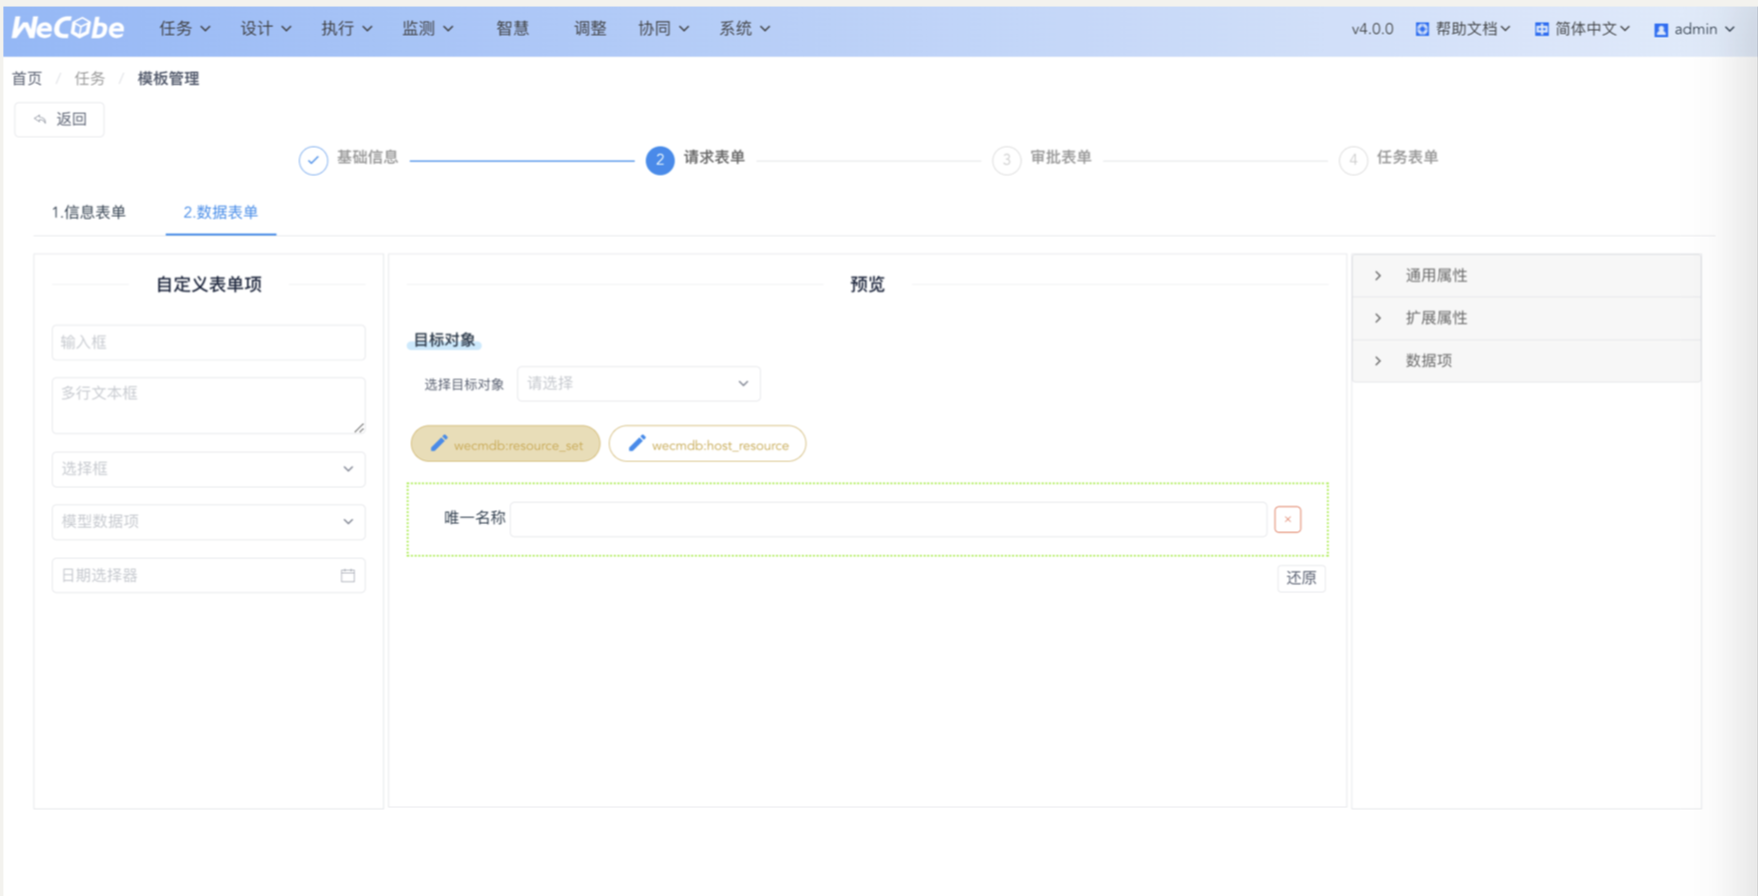 WeCube 任务 设计 执行 监测 智慧 调整 协同 系统 v4.0.0 帮助文档 简体中文 admin
首页 / 任务 / 模板管理
返回
基础信息 2 请求表单 3 审批表单 4 任务表单
1.信息表单 2.数据表单
自定义表单项
输入框
多行文本框
选择框
模型数据项
日期选择器
预览
目标对象
选择目标对象 请选择
wecmdb:resource_set wecmdb:host_resource
唯一名称
还原
通用属性
扩展属性
数据项